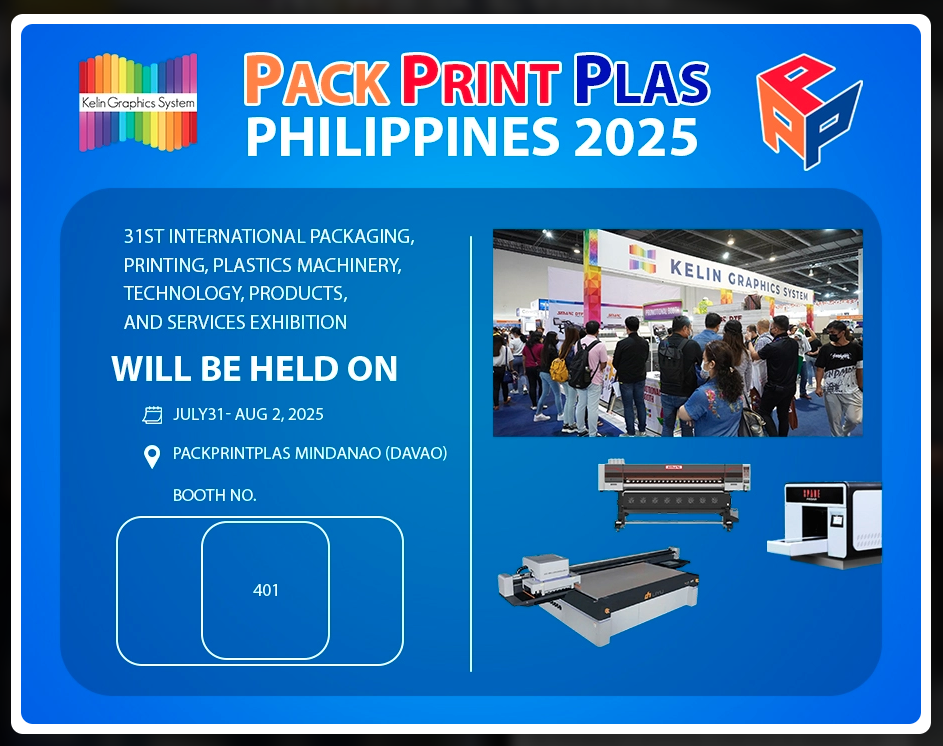 Kelin Graphics System
PACK PRINT PLAS
PHILIPPINES 2025
PAP
31ST INTERNATIONAL PACKAGING,
PRINTING, PLASTICS MACHINERY,
TECHNOLOGY, PRODUCTS,
AND SERVICES EXHIBITION
WILL BE HELD ON
JULY31- AUG 2, 2025
PACKPRINTPLAS MINDANAO (DAVAO)
BOOTH NO.
401
KELIN GRAPHICS SYSTEM